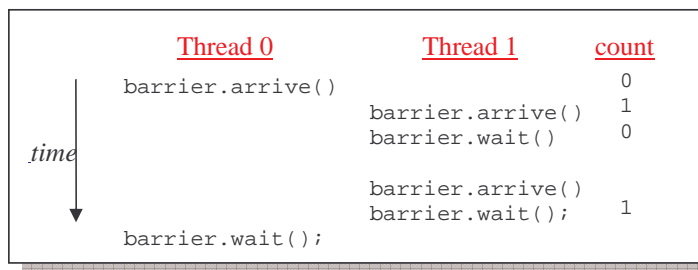 Thread 0 Thread 1 count
barrier.arrive() 0
barrier.arrive() 1
barrier.wait() 0
time
barrier.arrive()
barrier.wait(); 1
barrier.wait();